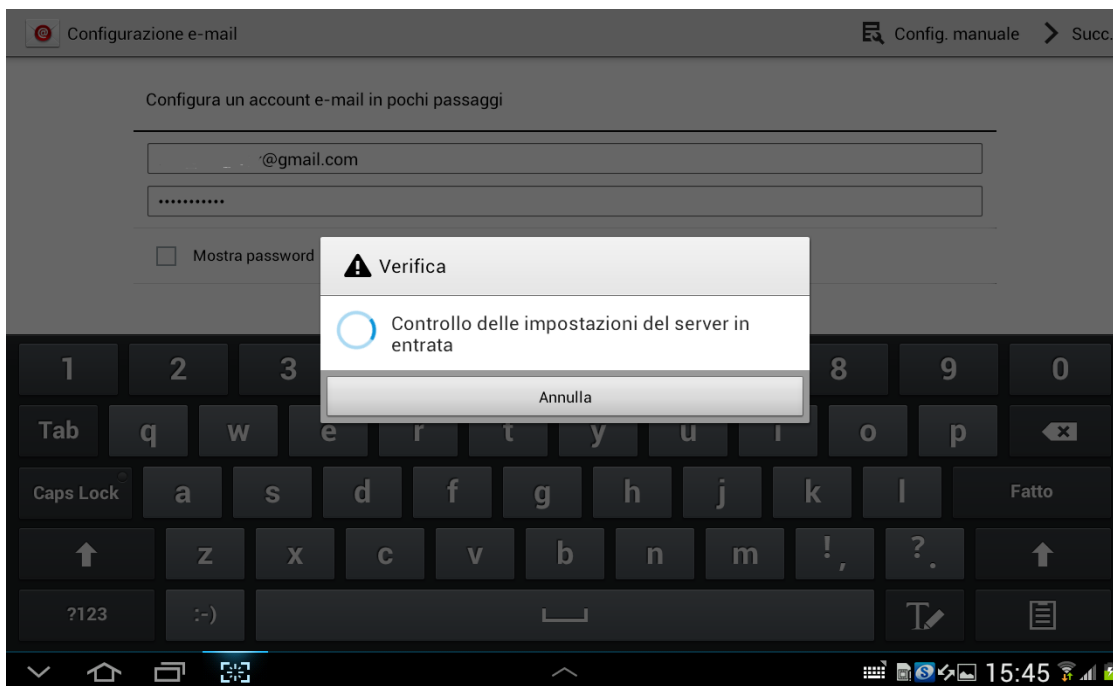 Configurazione e-mail
Config. manuale
Succ.
Configura un account e-mail in pochi passaggi
@gmail.com
•••••••••••
Mostra password
Verifica
Controllo delle impostazioni del server in
entrata
Annulla
1 2 3 8 9 0
Tab q w e r t y u i o p
Caps Lock a s d f g h j k l Fatto
z x c v b n m ! , ? .
?123 :-)
15:45